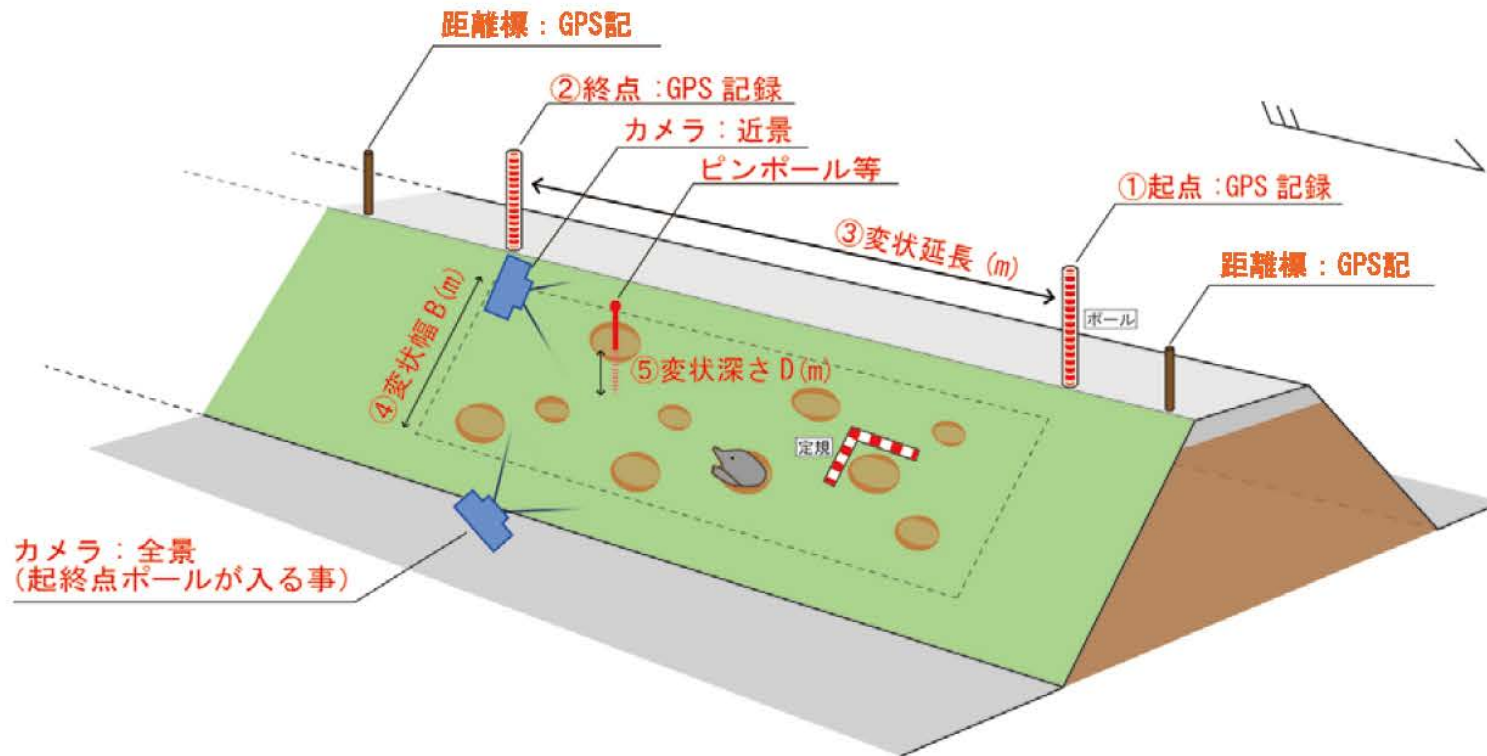 距離標：GPS記
②終点：GPS 記録
カメラ：近景
ピンポール等
①起点：GPS 記録
③変状延長 (m)
距離標：GPS記
ポール
④変状幅 B(m)
⑤変状深さ D(m)
定規
カメラ：全景
(起終点ポールが入る事)